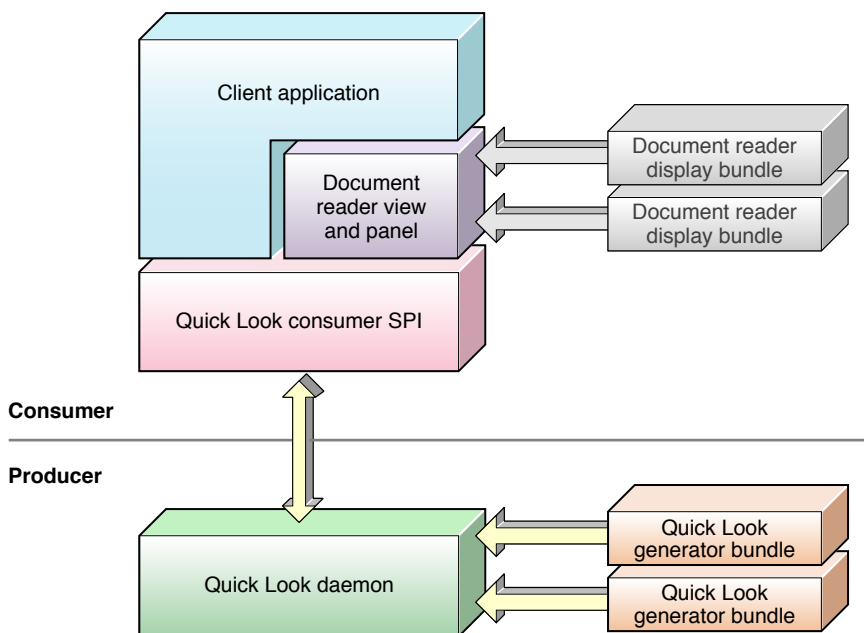 Client application
Document reader
display bundle
Document
reader view
and panel
Document reader
display bundle
Quick Look consumer SPI
Consumer
Producer
Quick Look
generator bundle
Quick Look daemon
Quick Look
generator bundle